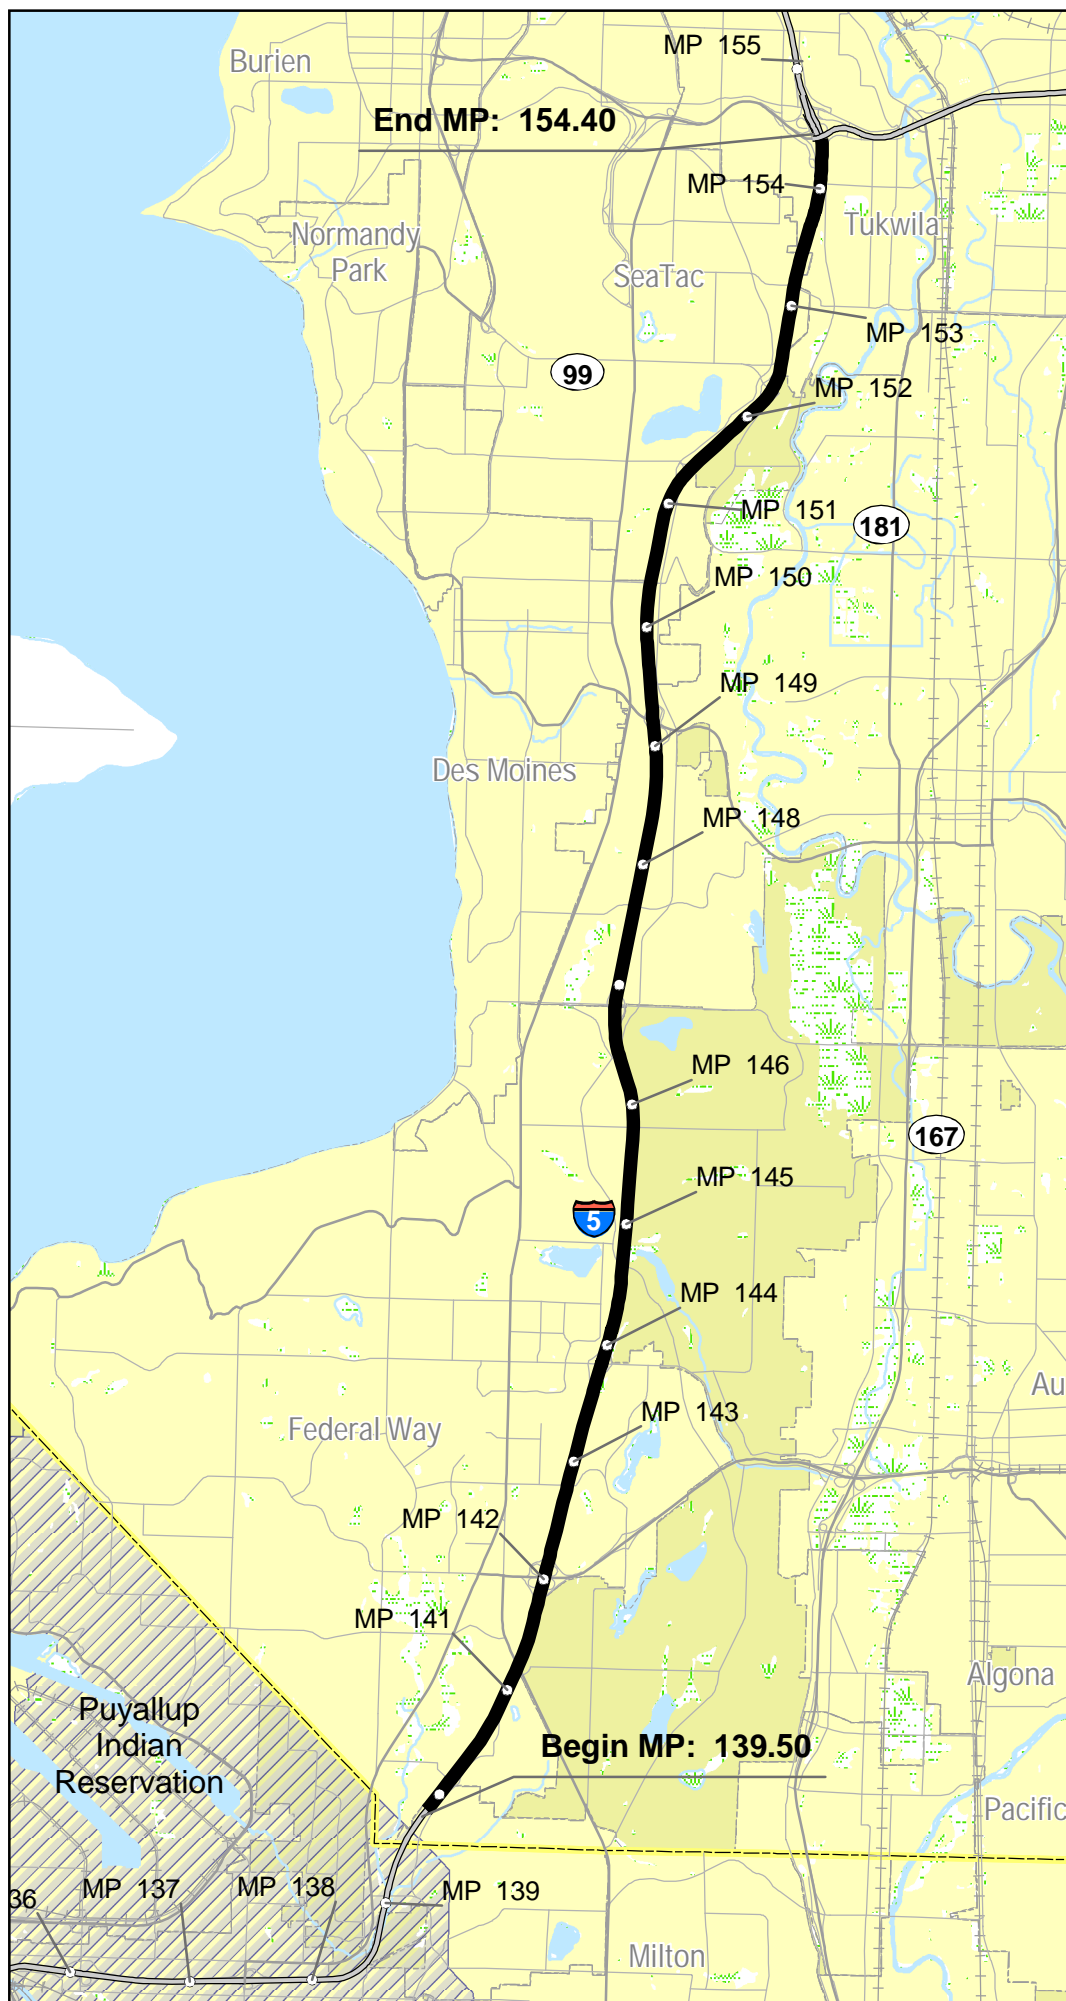 MP 155
Burien
End MP: 154.40
MP 154
Tukwila
Normandy
Park
SeaTac
MP 153
99
MP 152
MP 151
181
MP 150
MP 149
Des Moines
MP 148
MP 146
167
MP 145
5
MP 144
Au
MP 143
Federal Way
MP 142
MP 141
Algona
Puyallup
Indian
Reservation
Begin MP: 139.50
Pacific
MP 137
MP 138
MP 139
36
Milton